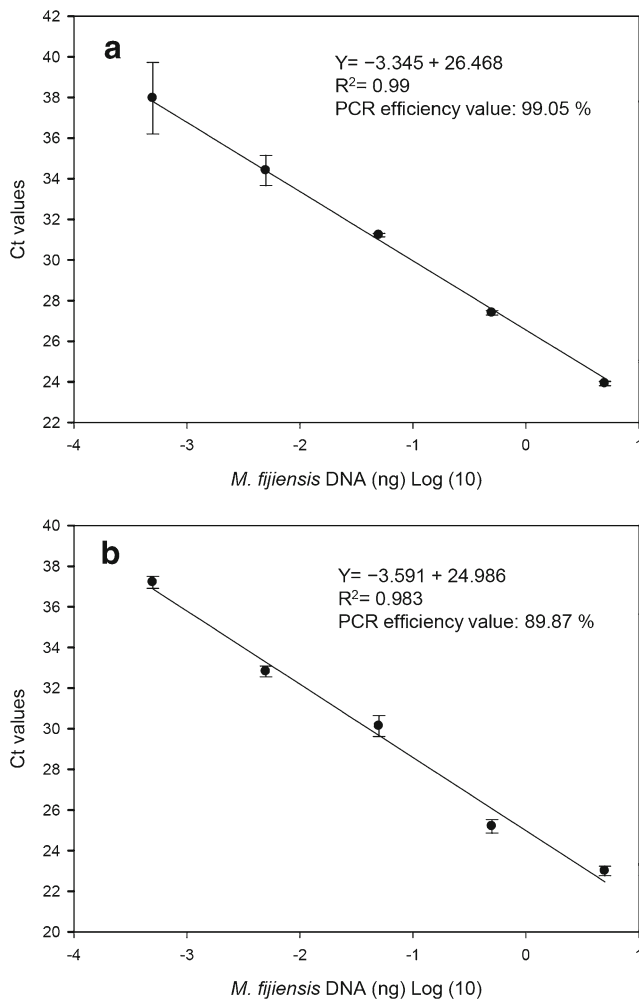 42
a
40
38
36
34
32
30
28
26
24
22
Y= −3.345 + 26.468
R²= 0.99
PCR efficiency value: 99.05 %
Ct values
-4 -3 -2 -1 0 1
M. fijiensis DNA (ng) Log (10)
40
b
38
36
34
32
30
28
26
24
22
20
Y= −3.591 + 24.986
R²= 0.983
PCR efficiency value: 89.87 %
Ct values
-4 -3 -2 -1 0 1
M. fijiensis DNA (ng) Log (10)